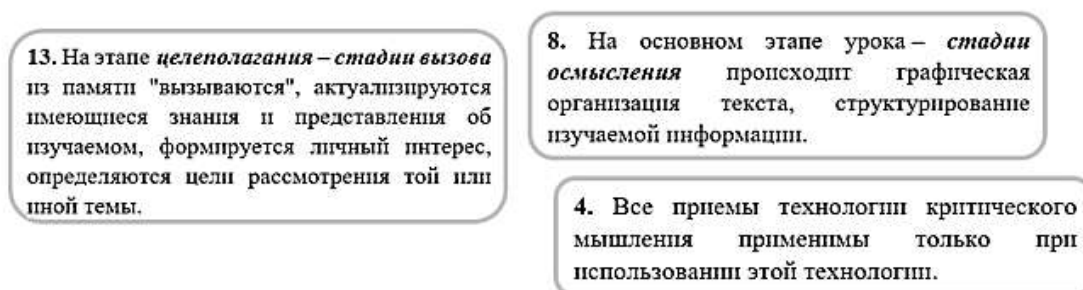 13. На этапе целеполагания – стадии вызова
из памяти "вызываются", актуализируются
имеющиеся знания и представления об
изучаемом, формируется личный интерес,
определяются цели рассмотрения той или
иной темы.
8. На основном этапе урока – стадии
осмысления происходит графическая
организация текста, структурирование
изучаемой информации.
4. Все приемы технологии критического
мышления применимы только при
использовании этой технологии.